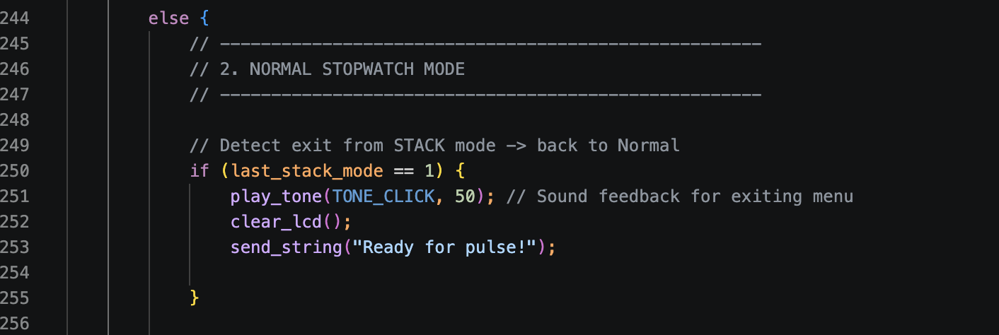 244 else {
245 // -----------------------------------------------------
246 // 2. NORMAL STOPWATCH MODE
247 // -----------------------------------------------------
248
249 // Detect exit from STACK mode -> back to Normal
250 if (last_stack_mode == 1) {
251 play_tone(TONE_CLICK, 50); // Sound feedback for exiting menu
252 clear_lcd();
253 send_string("Ready for pulse!");
254
255 }
256